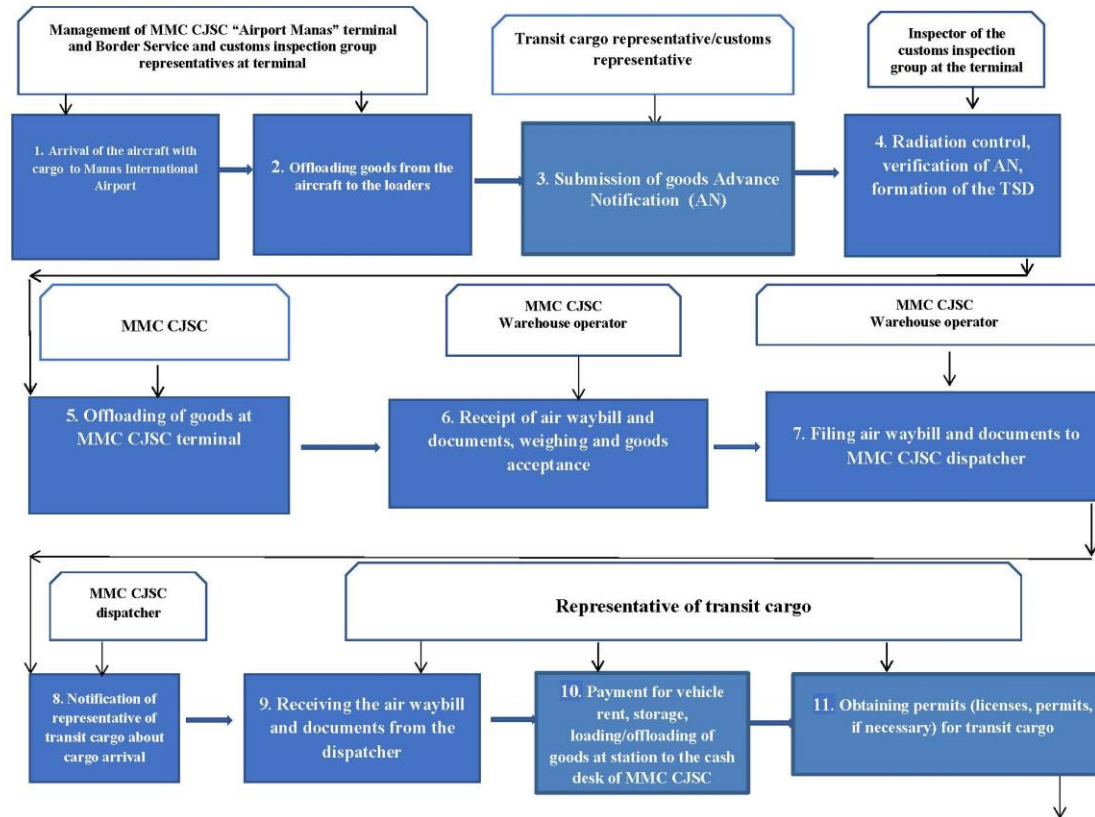 Management of MMC CJSC “Airport Manas” terminal
and Border Service and customs inspection group
representatives at terminal
Transit cargo representative/customs
representative
Inspector of the
customs inspection
group at the terminal
1. Arrival of the aircraft with
cargo to Manas International
Airport
2. Offloading goods from the
aircraft to the loaders
3. Submission of goods Advance
Notification (AN)
4. Radiation control,
verification of AN,
formation of the TSD
MMC CJSC
MMC CJSC
Warehouse operator
MMC CJSC
Warehouse operator
5. Offloading of goods at
MMC CJSC terminal
6. Receipt of air waybill and
documents, weighing and goods
acceptance
7. Filing air waybill and documents to
MMC CJSC dispatcher
MMC CJSC
dispatcher
Representative of transit cargo
8. Notification of
representative of
transit cargo about
cargo arrival
9. Receiving the air waybill
and documents from the
dispatcher
10. Payment for vehicle
rent, storage,
loading/offloading of
goods at station to the cash
desk of MMC CJSC
11. Obtaining permits (licenses, permits,
if necessary) for transit cargo